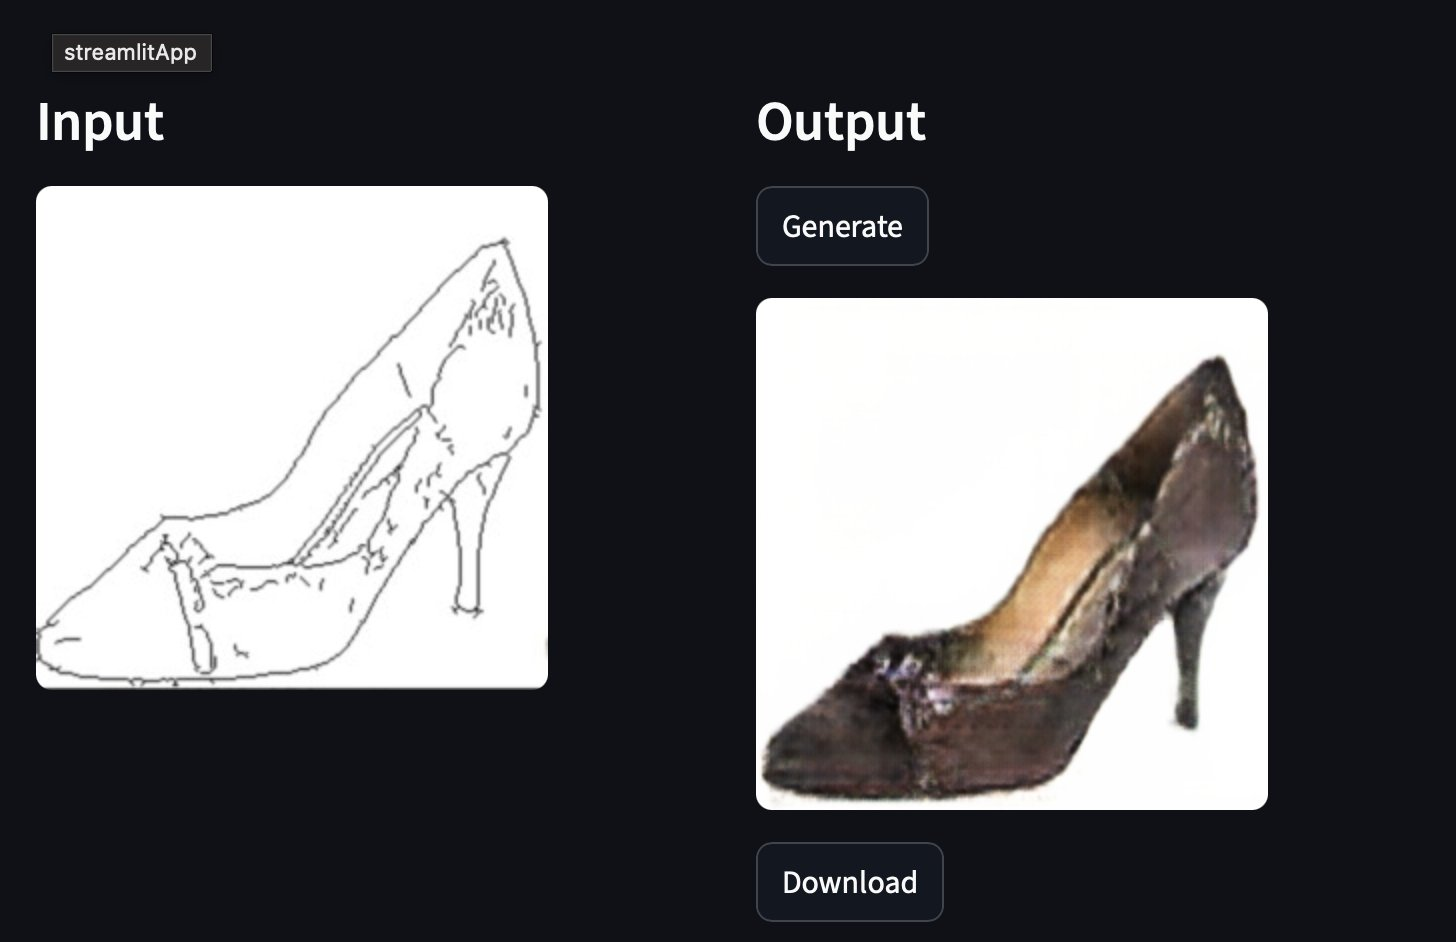 streamlitApp
Input
Output
Generate
Download